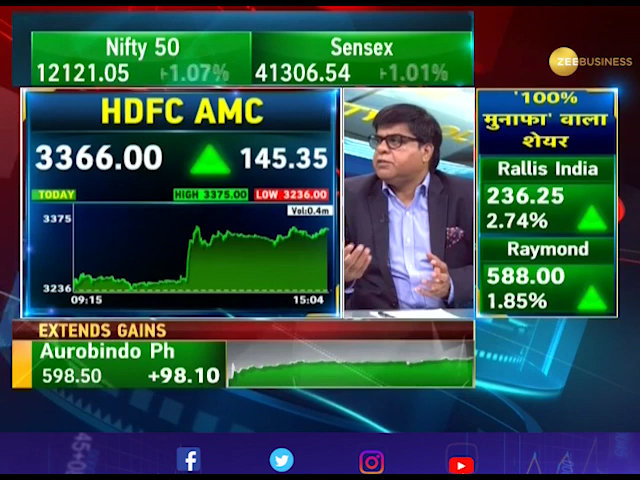 Nifty 50
12121.05 +1.07%
Sensex
41306.54 +1.01%
ZEEBUSINESS
HDFC AMC
3366.00 145.35
TODAY HIGH 3375.00 LOW 3236.00
Vol:0.4m
3375
3236
09:15 15:04
'100%
मुनाफा' वाला
शेयर
Rallis India
236.25
2.74%
Raymond
588.00
1.85%
EXTENDS GAINS
Aurobindo Ph
598.50 +98.10